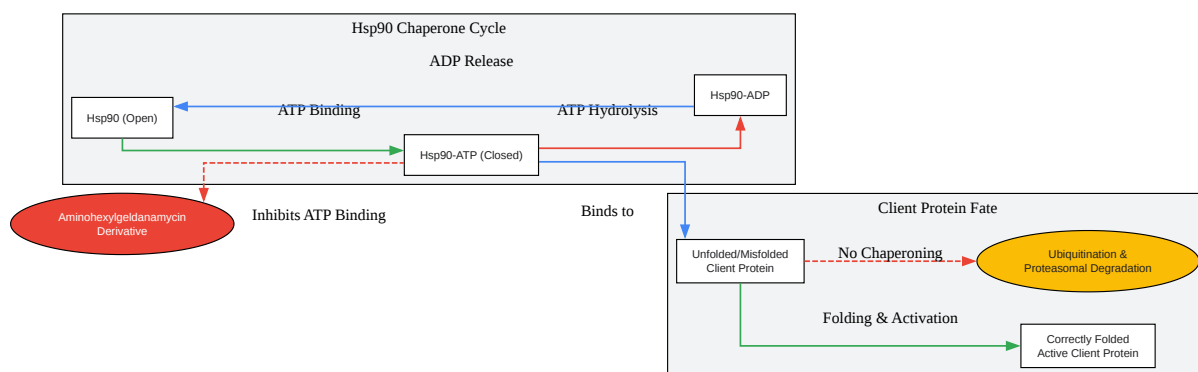 Hsp90 Chaperone Cycle
ADP Release
Hsp90-ADP
Hsp90 (Open)
ATP Binding
ATP Hydrolysis
Hsp90-ATP (Closed)
Aminohexylgeldanamycin
Derivative
Inhibits ATP Binding
Binds to
Client Protein Fate
Unfolded/Misfolded
Client Protein
No Chaperoning
Ubiquitination &
Proteasomal Degradation
Folding & Activation
Correctly Folded
Active Client Protein